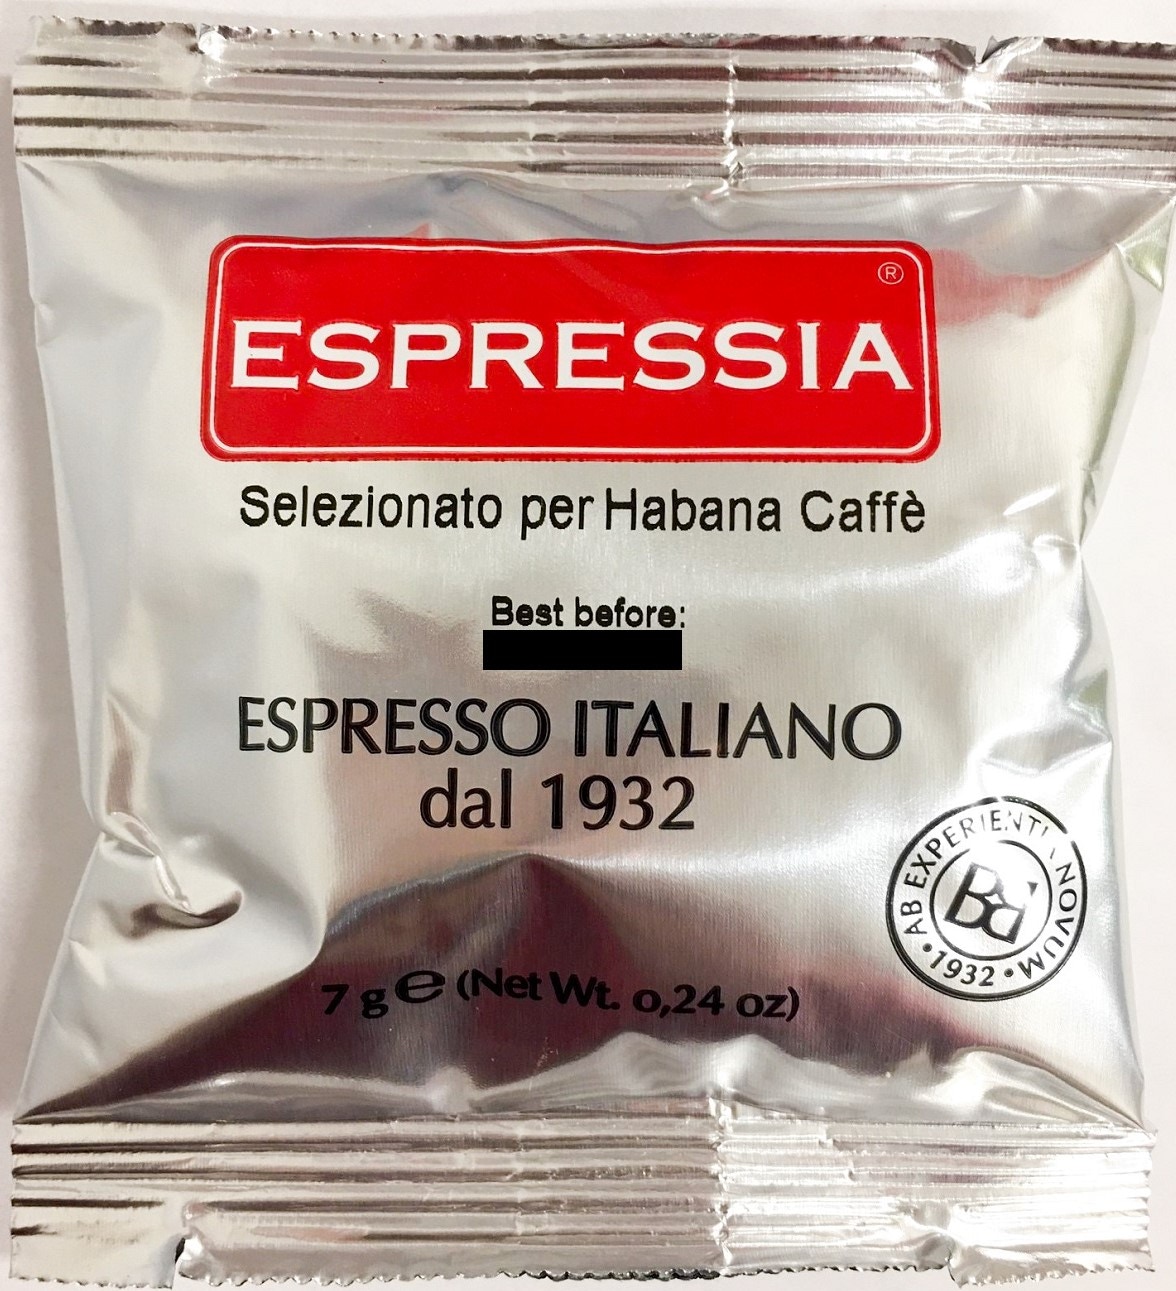 ESPRESSIA
®
Selezionato per Habana Caffè
Best before:
ESPRESSO ITALIANO
dal 1932
AB EXPERIENTIA NOVUM
• 1932 •
7 g ℮ (Net Wt. 0,24 oz)